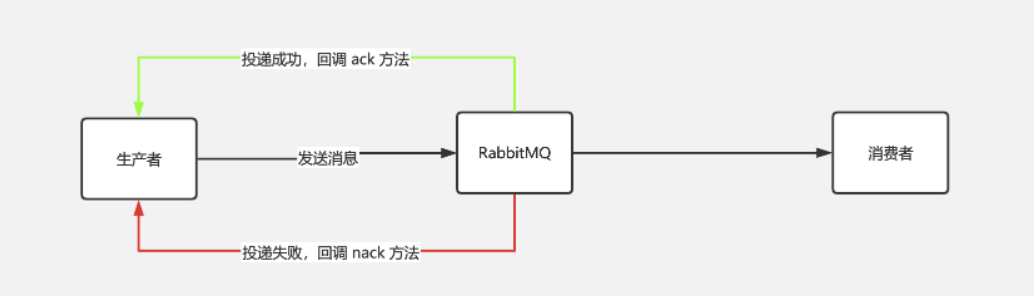 投递成功，回调 ack 方法
生产者
发送消息
RabbitMQ
消费者
投递失败，回调 nack 方法